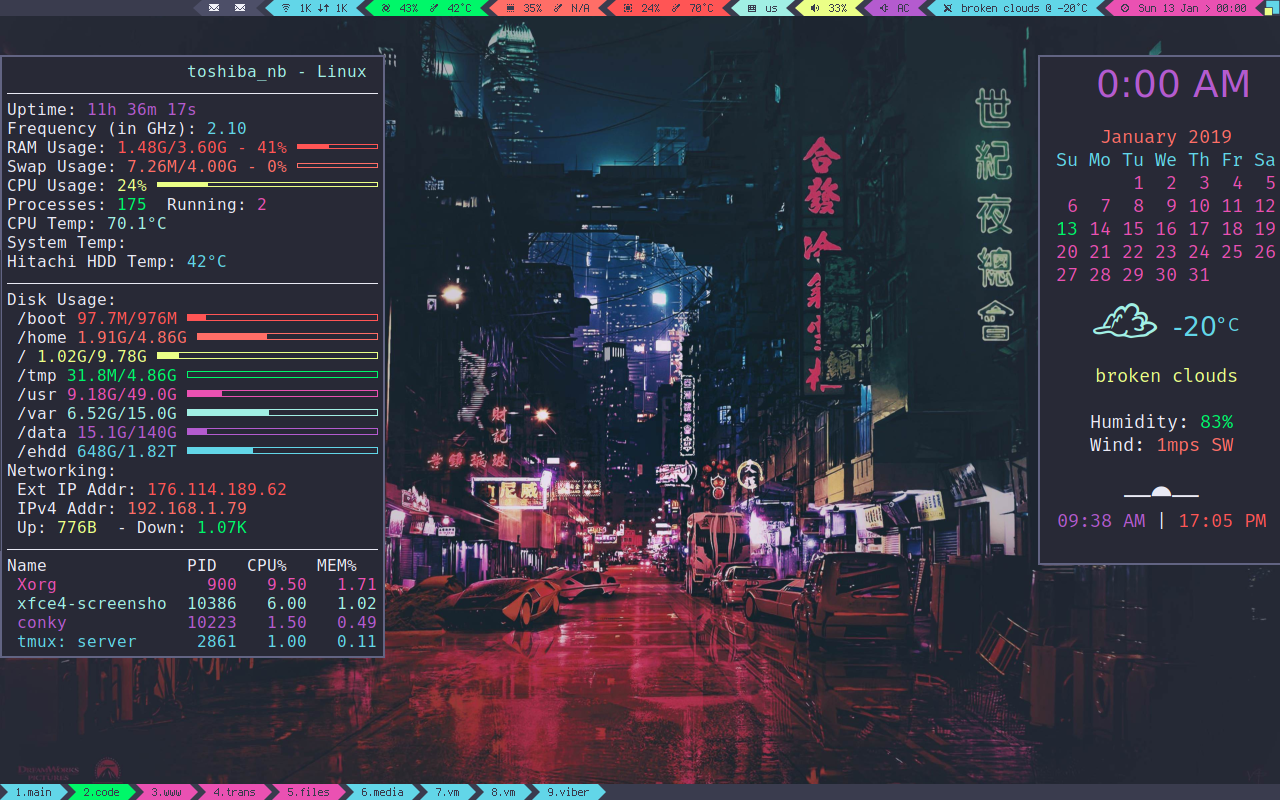 1K 1K 43% 42°C 35% N/A 24% 70°C us 33% AC broken clouds @ -20°C Sun 13 Jan > 00:00
toshiba_nb - Linux
Uptime: 11h 36m 17s
Frequency (in GHz): 2.10
RAM Usage: 1.48G/3.60G - 41%
Swap Usage: 7.26M/4.00G - 0%
CPU Usage: 24%
Processes: 175 Running: 2
CPU Temp: 70.1°C
System Temp:
Hitachi HDD Temp: 42°C
Disk Usage:
/boot 97.7M/976M
/home 1.91G/4.86G
/ 1.02G/9.78G
/tmp 31.8M/4.86G
/usr 9.18G/49.0G
/var 6.52G/15.0G
/data 15.1G/140G
/ehdd 648G/1.82T
Networking:
Ext IP Addr: 176.114.189.62
IPv4 Addr: 192.168.1.79
Up: 776B - Down: 1.07K
Name PID CPU% MEM%
Xorg 900 9.50 1.71
xfce4-screensho 10386 6.00 1.02
conky 10223 1.50 0.49
tmux: server 2861 1.00 0.11
世紀夜總會
合發
財記
0:00 AM
January 2019
Su Mo Tu We Th Fr Sa
1 2 3 4 5
6 7 8 9 10 11 12
13 14 15 16 17 18 19
20 21 22 23 24 25 26
27 28 29 30 31
-20°C
broken clouds
Humidity: 83%
Wind: 1mps SW
09:38 AM | 17:05 PM
DREAMWORKS
PICTURES
1.main 2.code 3.www 4.trans 5.files 6.media 7.vm 8.vm 9.viber